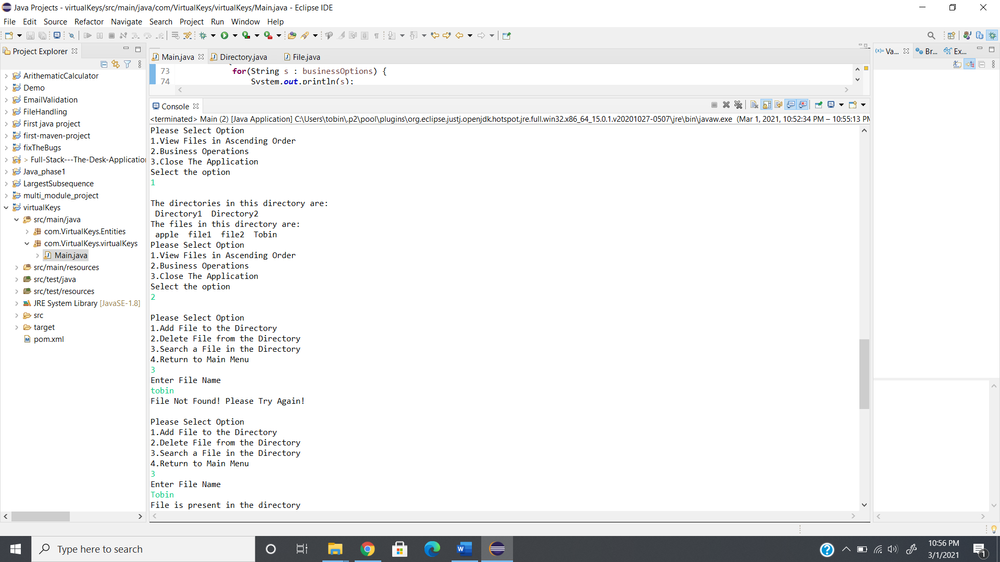 Java Projects - virtualKeys/src/main/java/com/VirtualKeys/virtualKeys/Main.java - Eclipse IDE
File Edit Source Refactor Navigate Search Project Run Window Help
Project Explorer
ArithematicCalculator
Demo
EmailValidation
FileHandling
First java project
first-maven-project
fixTheBugs
> Full-Stack---The-Desk-Applicatio
Java_phase1
LargestSubsequence
multi_module_project
virtualKeys
src/main/java
com.VirtualKeys.Entities
com.VirtualKeys.virtualKeys
Main.java
src/main/resources
src/test/java
src/test/resources
JRE System Library [JavaSE-1.8]
src
target
pom.xml
Main.java Directory.java File.java
73 for(String s : businessOptions) {
74 System.out.println(s);
Console
<terminated> Main (2) [Java Application] C:\Users\tobin\.p2\pool\plugins\org.eclipse.justj.openjdk.hotspot.jre.full.win32.x86_64_15.0.1.v20201027-0507\jre\bin\javaw.exe (Mar 1, 2021, 10:52:34 PM – 10:55:13 PM
Please Select Option
1.View Files in Ascending Order
2.Business Operations
3.Close The Application
Select the option
1
The directories in this directory are:
Directory1 Directory2
The files in this directory are:
apple file1 file2 Tobin
Please Select Option
1.View Files in Ascending Order
2.Business Operations
3.Close The Application
Select the option
2
Please Select Option
1.Add File to the Directory
2.Delete File from the Directory
3.Search a File in the Directory
4.Return to Main Menu
3
Enter File Name
tobin
File Not Found! Please Try Again!
Please Select Option
1.Add File to the Directory
2.Delete File from the Directory
3.Search a File in the Directory
4.Return to Main Menu
3
Enter File Name
Tobin
File is present in the directory
(x)= Va... Br... Ex...
Type here to search
10:56 PM
3/1/2021
1